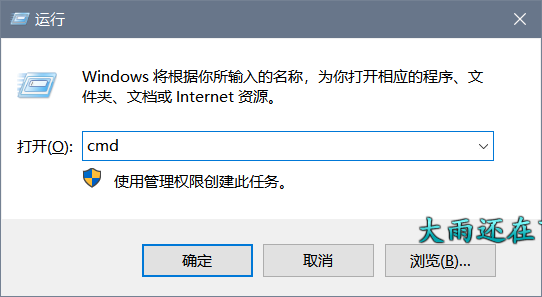 运行
Windows 将根据你所输入的名称，为你打开相应的程序、文
件夹、文档或 Internet 资源。
打开(O): cmd
使用管理权限创建此任务。
大雨还在
确定 取消 浏览(B)...